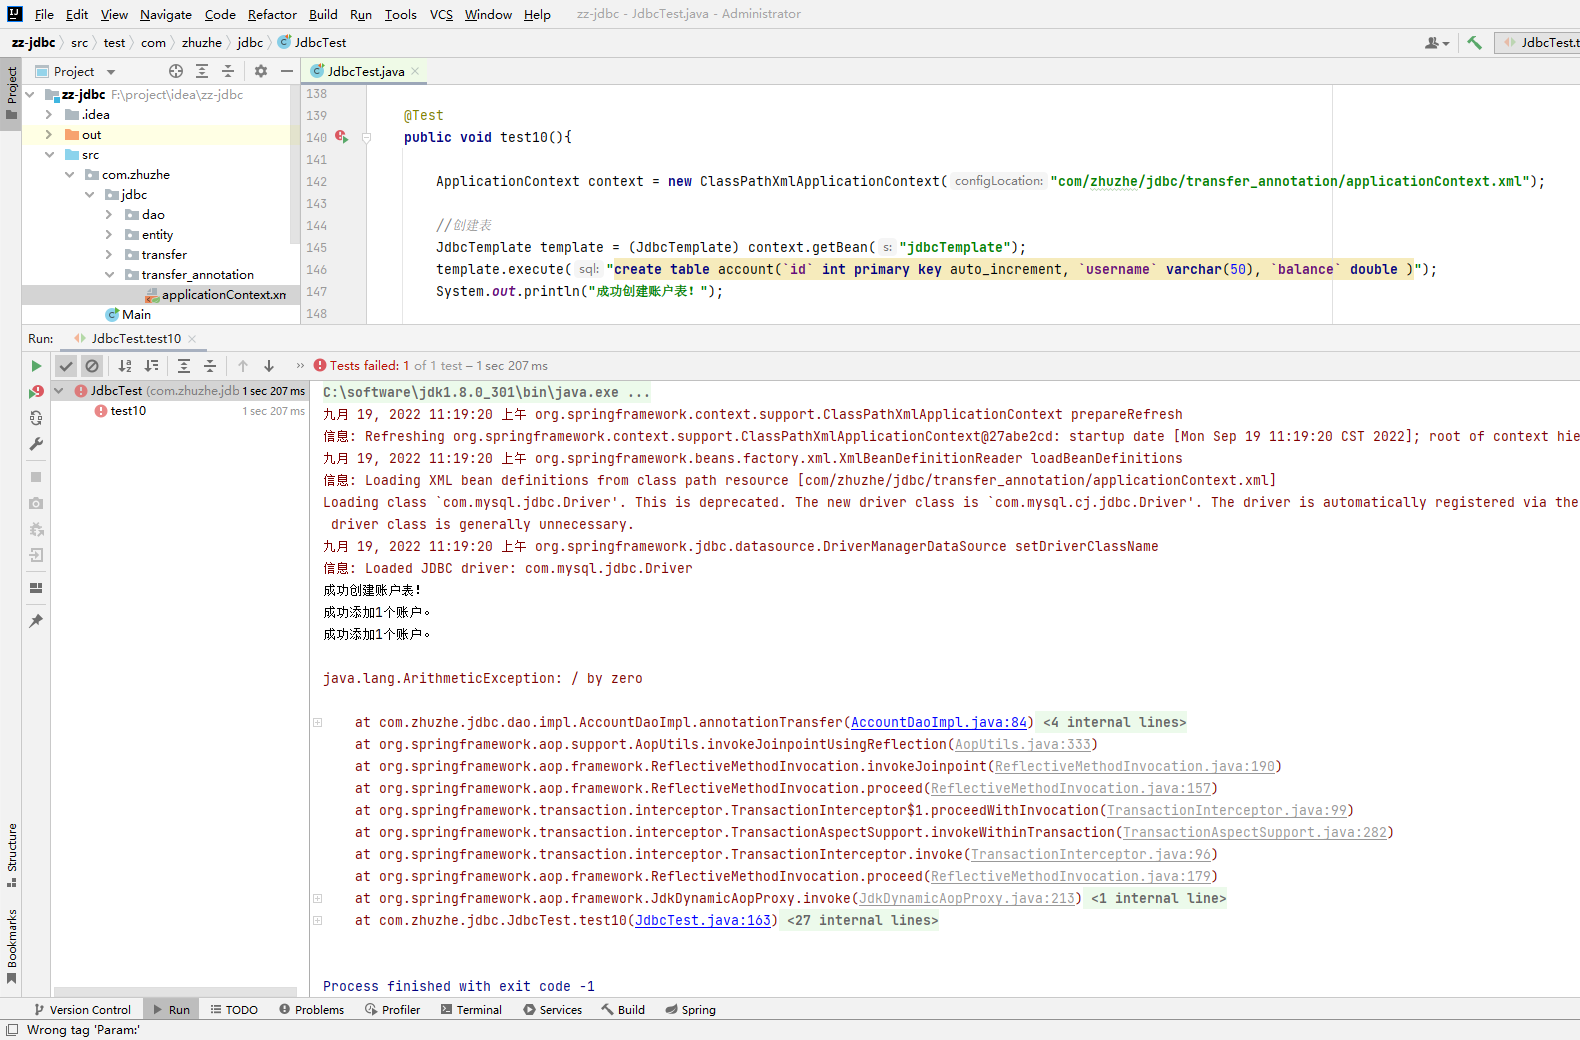 File Edit View Navigate Code Refactor Build Run Tools VCS Window Help zz-jdbc - JdbcTest.java - Administrator
zz-jdbc src test com zhuzhe jdbc JdbcTest JdbcTest.t
Project
Project
JdbcTest.java
zz-jdbc F:\project\idea\zz-jdbc
.idea
out
src
com.zhuzhe
jdbc
dao
entity
transfer
transfer_annotation
applicationContext.xn
Main
138
139 @Test
140 public void test10(){
141
142 ApplicationContext context = new ClassPathXmlApplicationContext( configLocation: "com/zhuzhe/jdbc/transfer_annotation/applicationContext.xml");
143
144 //创建表
145 JdbcTemplate template = (JdbcTemplate) context.getBean( s: "jdbcTemplate");
146 template.execute( sql: "create table account(`id` int primary key auto_increment, `username` varchar(50), `balance` double )");
147 System.out.println("成功创建账户表！");
148
Run: JdbcTest.test10
Tests failed: 1 of 1 test – 1 sec 207 ms
JdbcTest (com.zhuzhe.jdb 1 sec 207 ms
test10 1 sec 207 ms
C:\software\jdk1.8.0_301\bin\java.exe ...
九月 19, 2022 11:19:20 上午 org.springframework.context.support.ClassPathXmlApplicationContext prepareRefresh
信息: Refreshing org.springframework.context.support.ClassPathXmlApplicationContext@27abe2cd: startup date [Mon Sep 19 11:19:20 CST 2022]; root of context hie
九月 19, 2022 11:19:20 上午 org.springframework.beans.factory.xml.XmlBeanDefinitionReader loadBeanDefinitions
信息: Loading XML bean definitions from class path resource [com/zhuzhe/jdbc/transfer_annotation/applicationContext.xml]
Loading class `com.mysql.jdbc.Driver'. This is deprecated. The new driver class is `com.mysql.cj.jdbc.Driver'. The driver is automatically registered via the
driver class is generally unnecessary.
九月 19, 2022 11:19:20 上午 org.springframework.jdbc.datasource.DriverManagerDataSource setDriverClassName
信息: Loaded JDBC driver: com.mysql.jdbc.Driver
成功创建账户表！
成功添加1个账户。
成功添加1个账户。
java.lang.ArithmeticException: / by zero
at com.zhuzhe.jdbc.dao.impl.AccountDaoImpl.annotationTransfer(AccountDaoImpl.java:84) <4 internal lines>
at org.springframework.aop.support.AopUtils.invokeJoinpointUsingReflection(AopUtils.java:333)
at org.springframework.aop.framework.ReflectiveMethodInvocation.invokeJoinpoint(ReflectiveMethodInvocation.java:190)
at org.springframework.aop.framework.ReflectiveMethodInvocation.proceed(ReflectiveMethodInvocation.java:157)
at org.springframework.transaction.interceptor.TransactionInterceptor$1.proceedWithInvocation(TransactionInterceptor.java:99)
at org.springframework.transaction.interceptor.TransactionAspectSupport.invokeWithinTransaction(TransactionAspectSupport.java:282)
at org.springframework.transaction.interceptor.TransactionInterceptor.invoke(TransactionInterceptor.java:96)
at org.springframework.aop.framework.ReflectiveMethodInvocation.proceed(ReflectiveMethodInvocation.java:179)
at org.springframework.aop.framework.JdkDynamicAopProxy.invoke(JdkDynamicAopProxy.java:213) <1 internal line>
at com.zhuzhe.jdbc.JdbcTest.test10(JdbcTest.java:163) <27 internal lines>
Process finished with exit code -1
Structure
Bookmarks
Version Control Run TODO Problems Profiler Terminal Services Build Spring
Wrong tag 'Param:'